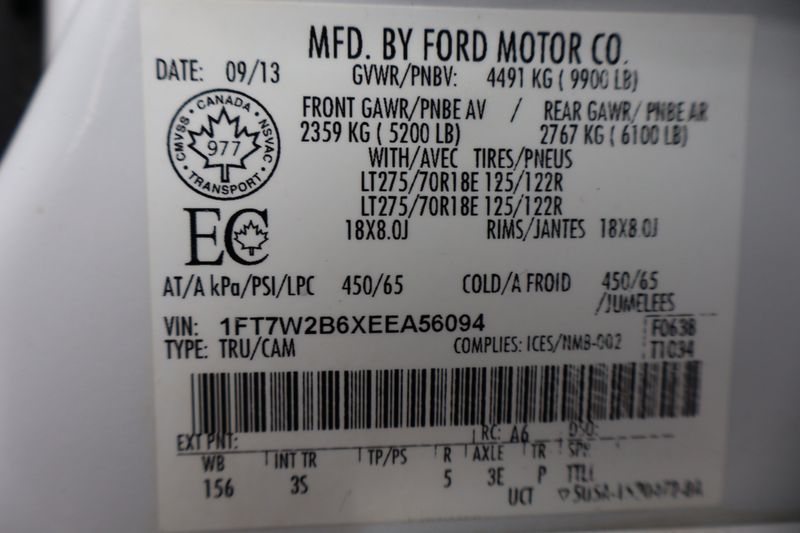 MFD. BY FORD MOTOR CO.
DATE: 09/13
GVWR/PNBV: 4491 KG ( 9900 LB)
FRONT GAWR/PNBE AV / REAR GAWR/ PNBE AR
2359 KG ( 5200 LB) 2767 KG ( 6100 LB)
CANADA
CMVSS NSVAC
977
TRANSPORT
WITH/AVEC TIRES/PNEUS
LT275/70R18E 125/122R
LT275/70R18E 125/122R
EC
18X8.0J RIMS/JANTES 18X8.0J
AT/A kPa/PSI/LPC 450/65 COLD/A FROID 450/65
/JUMELEES
VIN: 1FT7W2B6XEEA56094 F0638
TYPE: TRU/CAM COMPLIES: ICES/NMB-002 T1034
EXT PNT: RC: A6 DSO:
WB INT TR TP/PS R AXLE TR SPR
156 3S 5 3E P
UCT